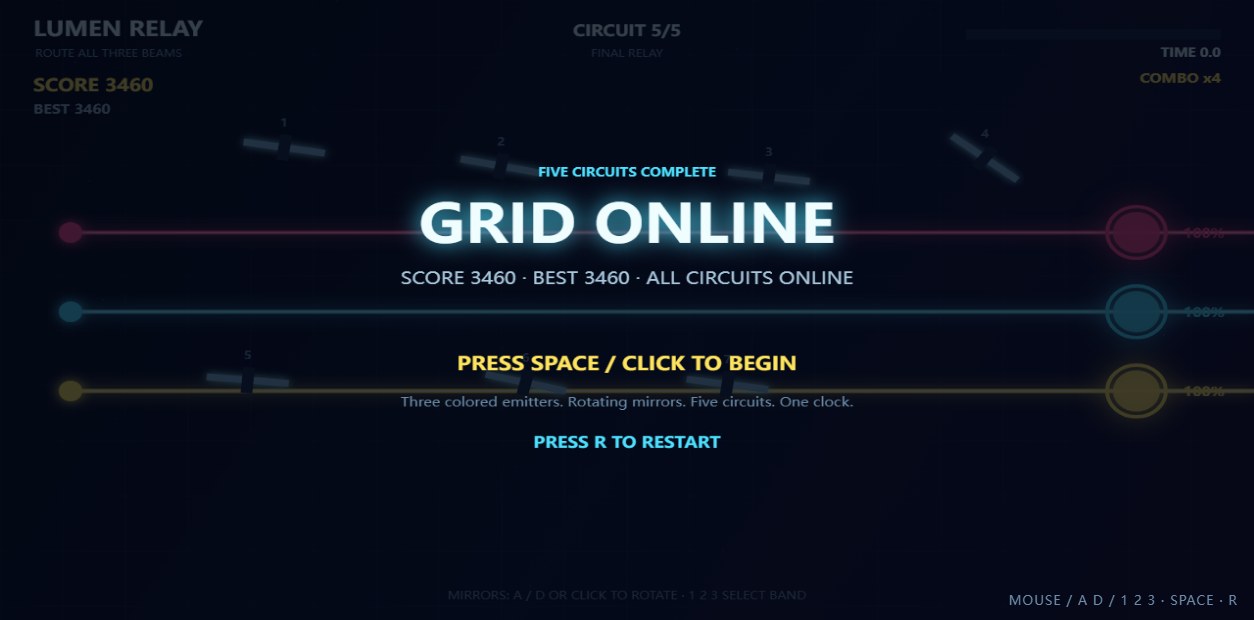 LUMEN RELAY
ROUTE ALL THREE BEAMS
SCORE 3460
BEST 3460
CIRCUIT 5/5
FINAL RELAY
TIME 0.0
COMBO x4
1
2
3
4
FIVE CIRCUITS COMPLETE
GRID ONLINE
100%
SCORE 3460 · BEST 3460 · ALL CIRCUITS ONLINE
100%
5
PRESS SPACE / CLICK TO BEGIN
100%
Three colored emitters. Rotating mirrors. Five circuits. One clock.
PRESS R TO RESTART
MIRRORS: A / D OR CLICK TO ROTATE · 1 2 3 SELECT BAND
MOUSE / A D / 1 2 3 · SPACE · R